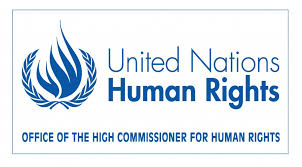 United Nations
Human Rights
OFFICE OF THE HIGH COMMISSIONER FOR HUMAN RIGHTS